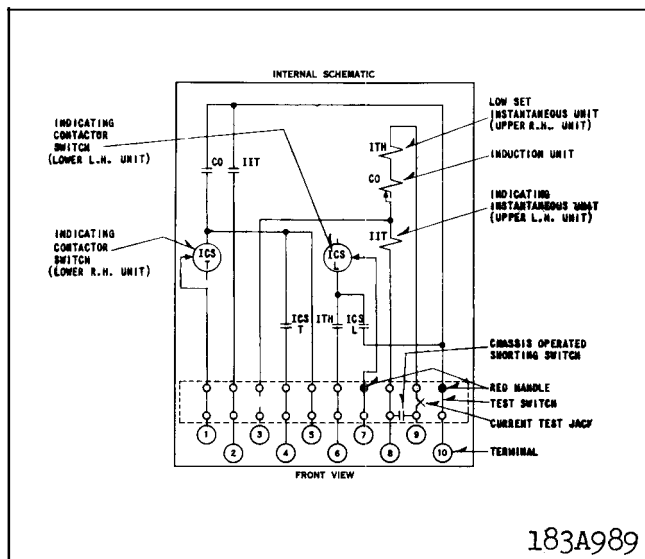 INTERNAL SCHEMATIC
INDICATING
CONTACTOR
SWITCH
(LOWER L.H. UNIT)
LOW SET
INSTANTANEOUS UNIT
(UPPER R.H. UNIT)
ITH
INDUCTION UNIT
CO
IIT
CO
INDICATING
INSTANTANEOUS UNIT
(UPPER L.H. UNIT)
IIT
INDICATING
CONTACTOR
SWITCH
(LOWER R.H. UNIT)
ICS
T
ICS
L
ICS
T
ITH
ICS
L
CHASSIS OPERATED
SHORTING SWITCH
RED HANDLE
TEST SWITCH
CURRENT TEST JACK
1
3
5
7
9
2
4
6
8
10
TERMINAL
FRONT VIEW
183A989